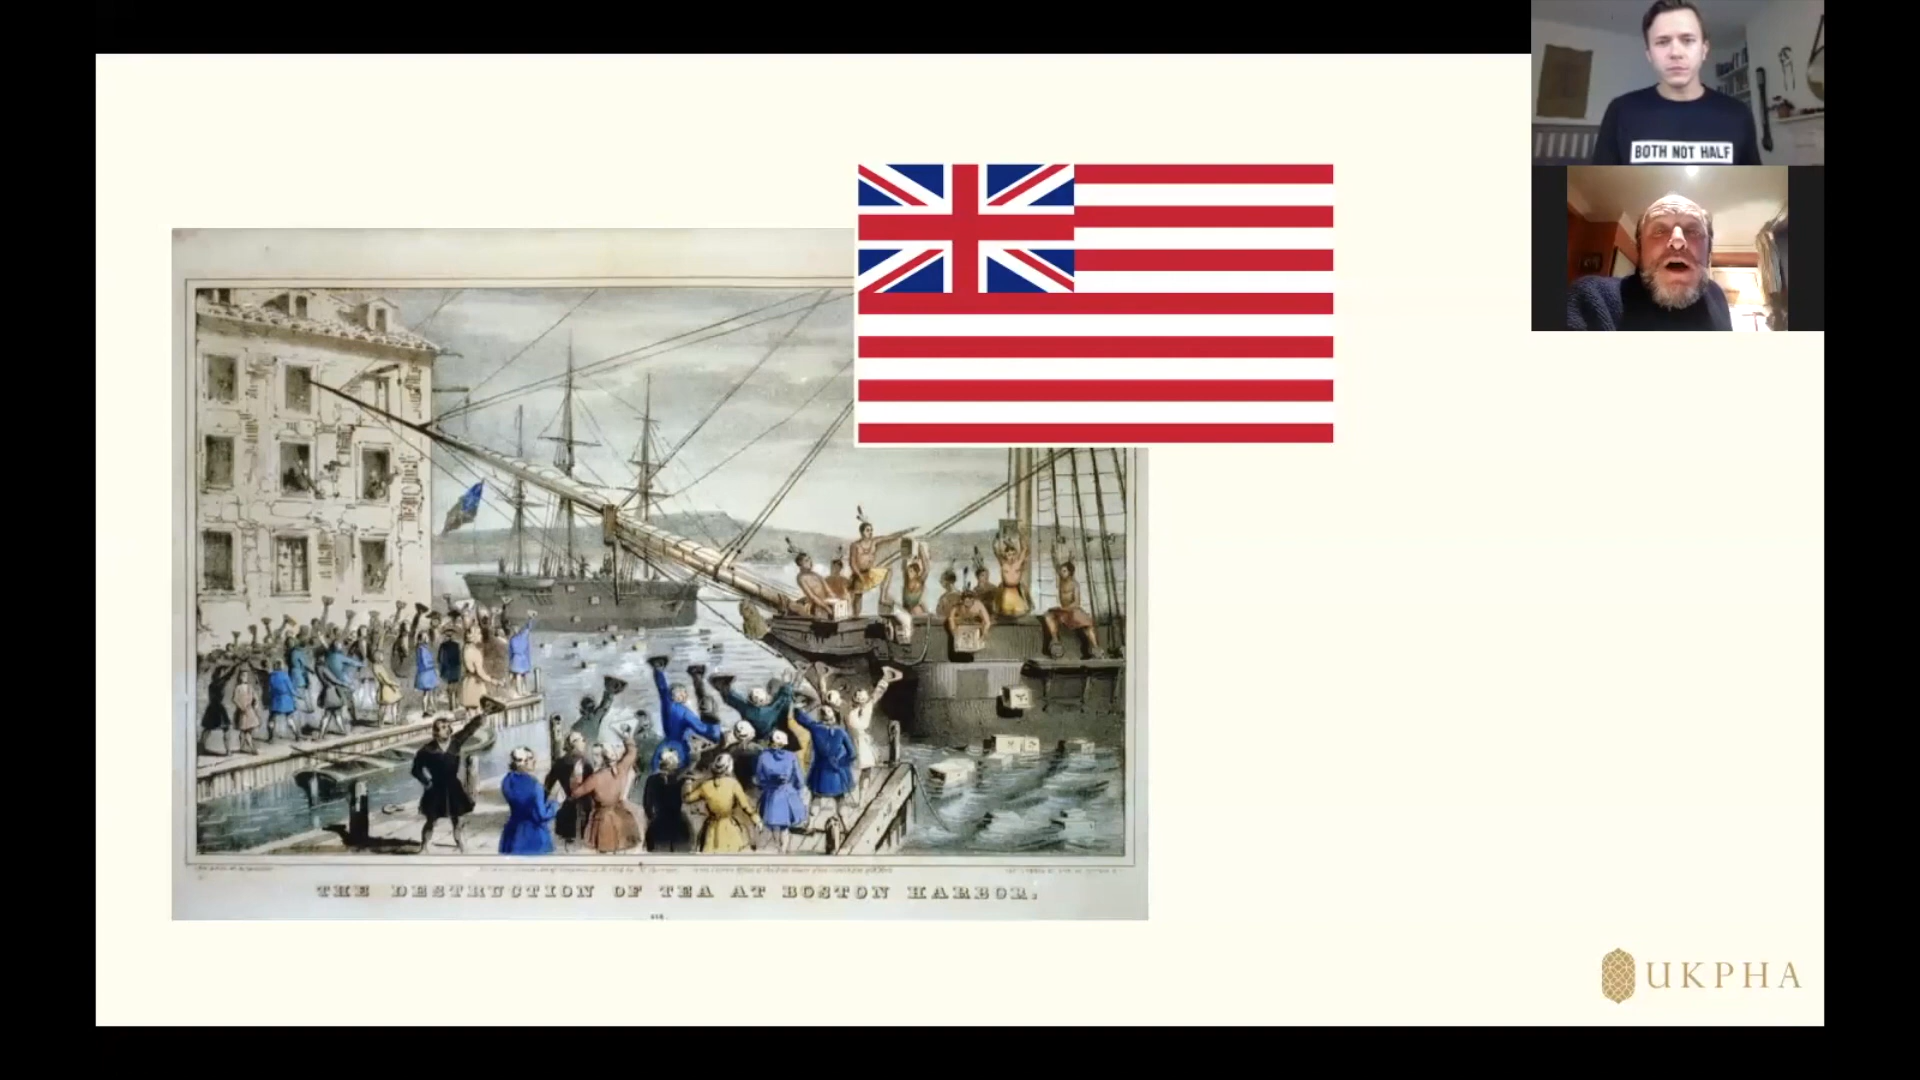 BOTH NOT HALF
THE DESTRUCTION OF TEA AT BOSTON HARBOR.
UKPHA